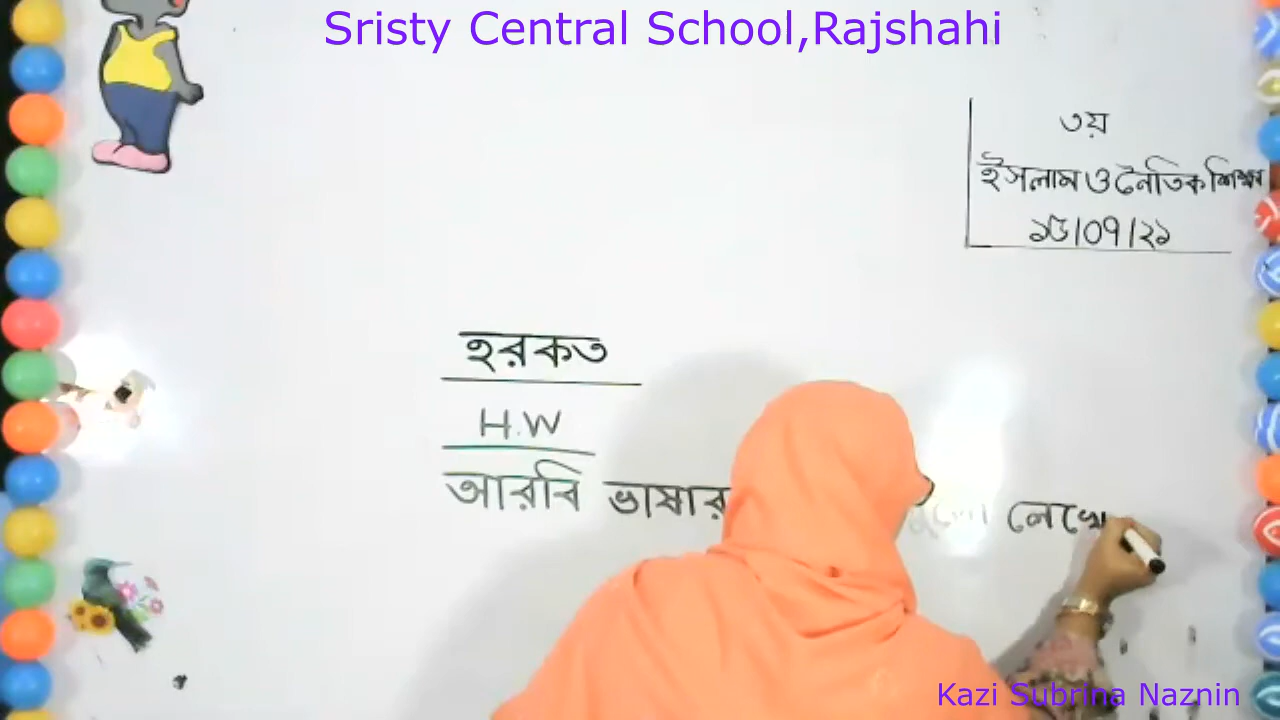 Sristy Central School,Rajshahi
৩য়
ইসলাম ও নৈতিক শিক্ষা
১৫/০৭/২১
হরকত
H.W
আরবি ভাষার লেখো
Kazi Subrina Naznin